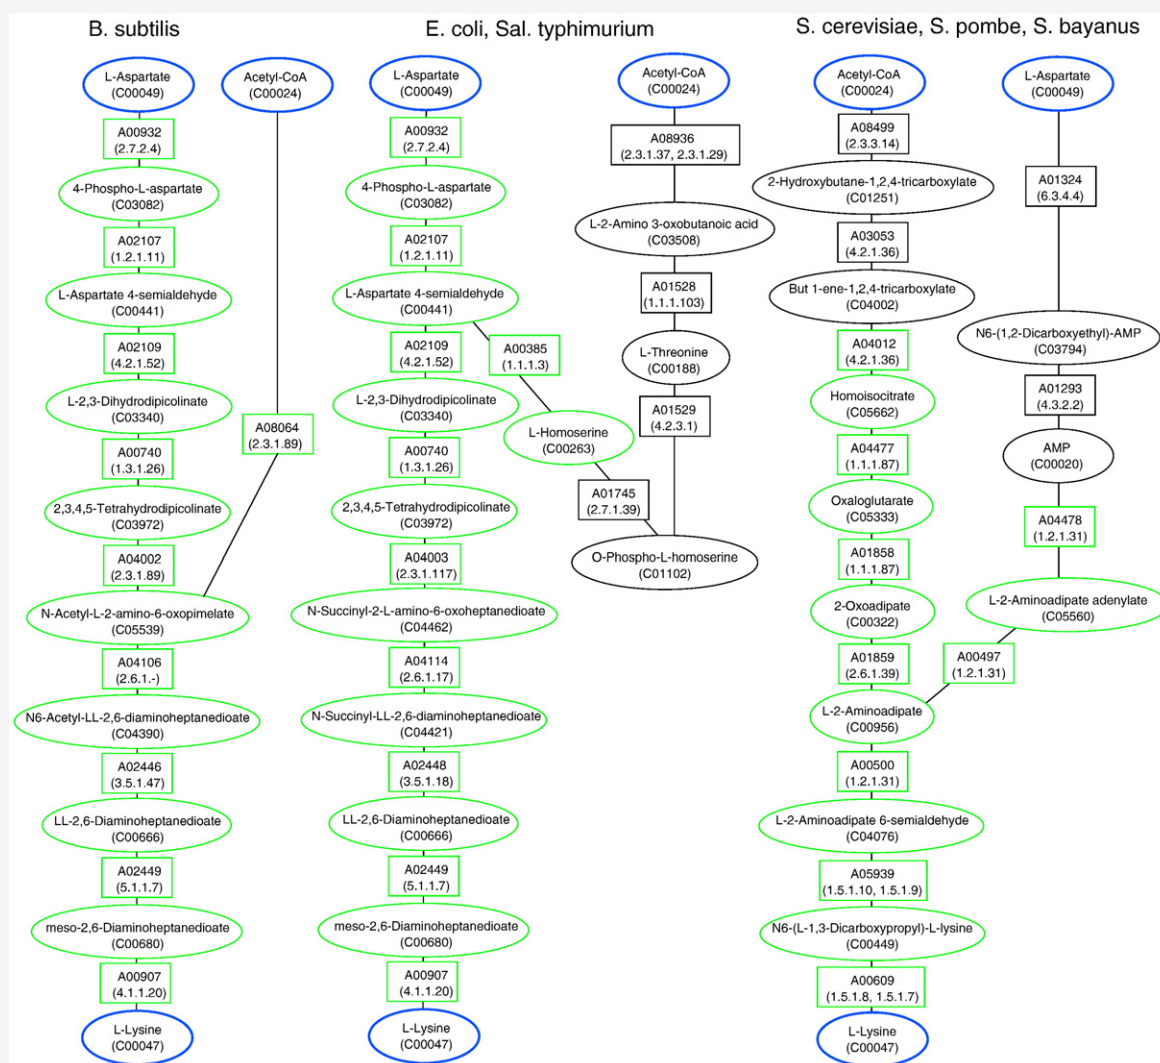 B. subtilis
L-Aspartate
(C00049)
Acetyl-CoA
(C00024)
A00932
(2.7.2.4)
4-Phospho-L-aspartate
(C03082)
A02107
(1.2.1.11)
L-Aspartate 4-semialdehyde
(C00441)
A02109
(4.2.1.52)
L-2,3-Dihydrodipicolinate
(C03340)
A08064
(2.3.1.89)
A00740
(1.3.1.26)
2,3,4,5-Tetrahydrodipicolinate
(C03972)
A04002
(2.3.1.89)
N-Acetyl-L-2-amino-6-oxopimelate
(C05539)
A04106
(2.6.1.-)
N6-Acetyl-LL-2,6-diaminoheptanedioate
(C04390)
A02446
(3.5.1.47)
LL-2,6-Diaminoheptanedioate
(C00666)
A02449
(5.1.1.7)
meso-2,6-Diaminoheptanedioate
(C00680)
A00907
(4.1.1.20)
L-Lysine
(C00047)
E. coli, Sal. typhimurium
L-Aspartate
(C00049)
Acetyl-CoA
(C00024)
A00932
(2.7.2.4)
A08936
(2.3.1.37, 2.3.1.29)
4-Phospho-L-aspartate
(C03082)
L-2-Amino 3-oxobutanoic acid
(C03508)
A02107
(1.2.1.11)
L-Aspartate 4-semialdehyde
(C00441)
A01528
(1.1.1.103)
A02109
(4.2.1.52)
A00385
(1.1.1.3)
L-Threonine
(C00188)
L-2,3-Dihydrodipicolinate
(C03340)
A01529
(4.2.3.1)
L-Homoserine
(C00263)
A00740
(1.3.1.26)
A01745
(2.7.1.39)
2,3,4,5-Tetrahydrodipicolinate
(C03972)
O-Phospho-L-homoserine
(C01102)
A04003
(2.3.1.117)
N-Succinyl-2-L-amino-6-oxoheptanedioate
(C04462)
A04114
(2.6.1.17)
N-Succinyl-LL-2,6-diaminoheptanedioate
(C04421)
A02448
(3.5.1.18)
LL-2,6-Diaminoheptanedioate
(C00666)
A02449
(5.1.1.7)
meso-2,6-Diaminoheptanedioate
(C00680)
A00907
(4.1.1.20)
L-Lysine
(C00047)
S. cerevisiae, S. pombe, S. bayanus
Acetyl-CoA
(C00024)
L-Aspartate
(C00049)
A08499
(2.3.3.14)
2-Hydroxybutane-1,2,4-tricarboxylate
(C01251)
A01324
(6.3.4.4)
A03053
(4.2.1.36)
But 1-ene-1,2,4-tricarboxylate
(C04002)
N6-(1,2-Dicarboxyethyl)-AMP
(C03794)
A04012
(4.2.1.36)
A01293
(4.3.2.2)
Homoisocitrate
(C05662)
AMP
(C00020)
A04477
(1.1.1.87)
Oxaloglutarate
(C05333)
A04478
(1.2.1.31)
A01858
(1.1.1.87)
2-Oxoadipate
(C00322)
L-2-Aminoadipate adenylate
(C05560)
A01859
(2.6.1.39)
A00497
(1.2.1.31)
L-2-Aminoadipate
(C00956)
A00500
(1.2.1.31)
L-2-Aminoadipate 6-semialdehyde
(C04076)
A05939
(1.5.1.10, 1.5.1.9)
N6-(L-1,3-Dicarboxypropyl)-L-lysine
(C00449)
A00609
(1.5.1.8, 1.5.1.7)
L-Lysine
(C00047)